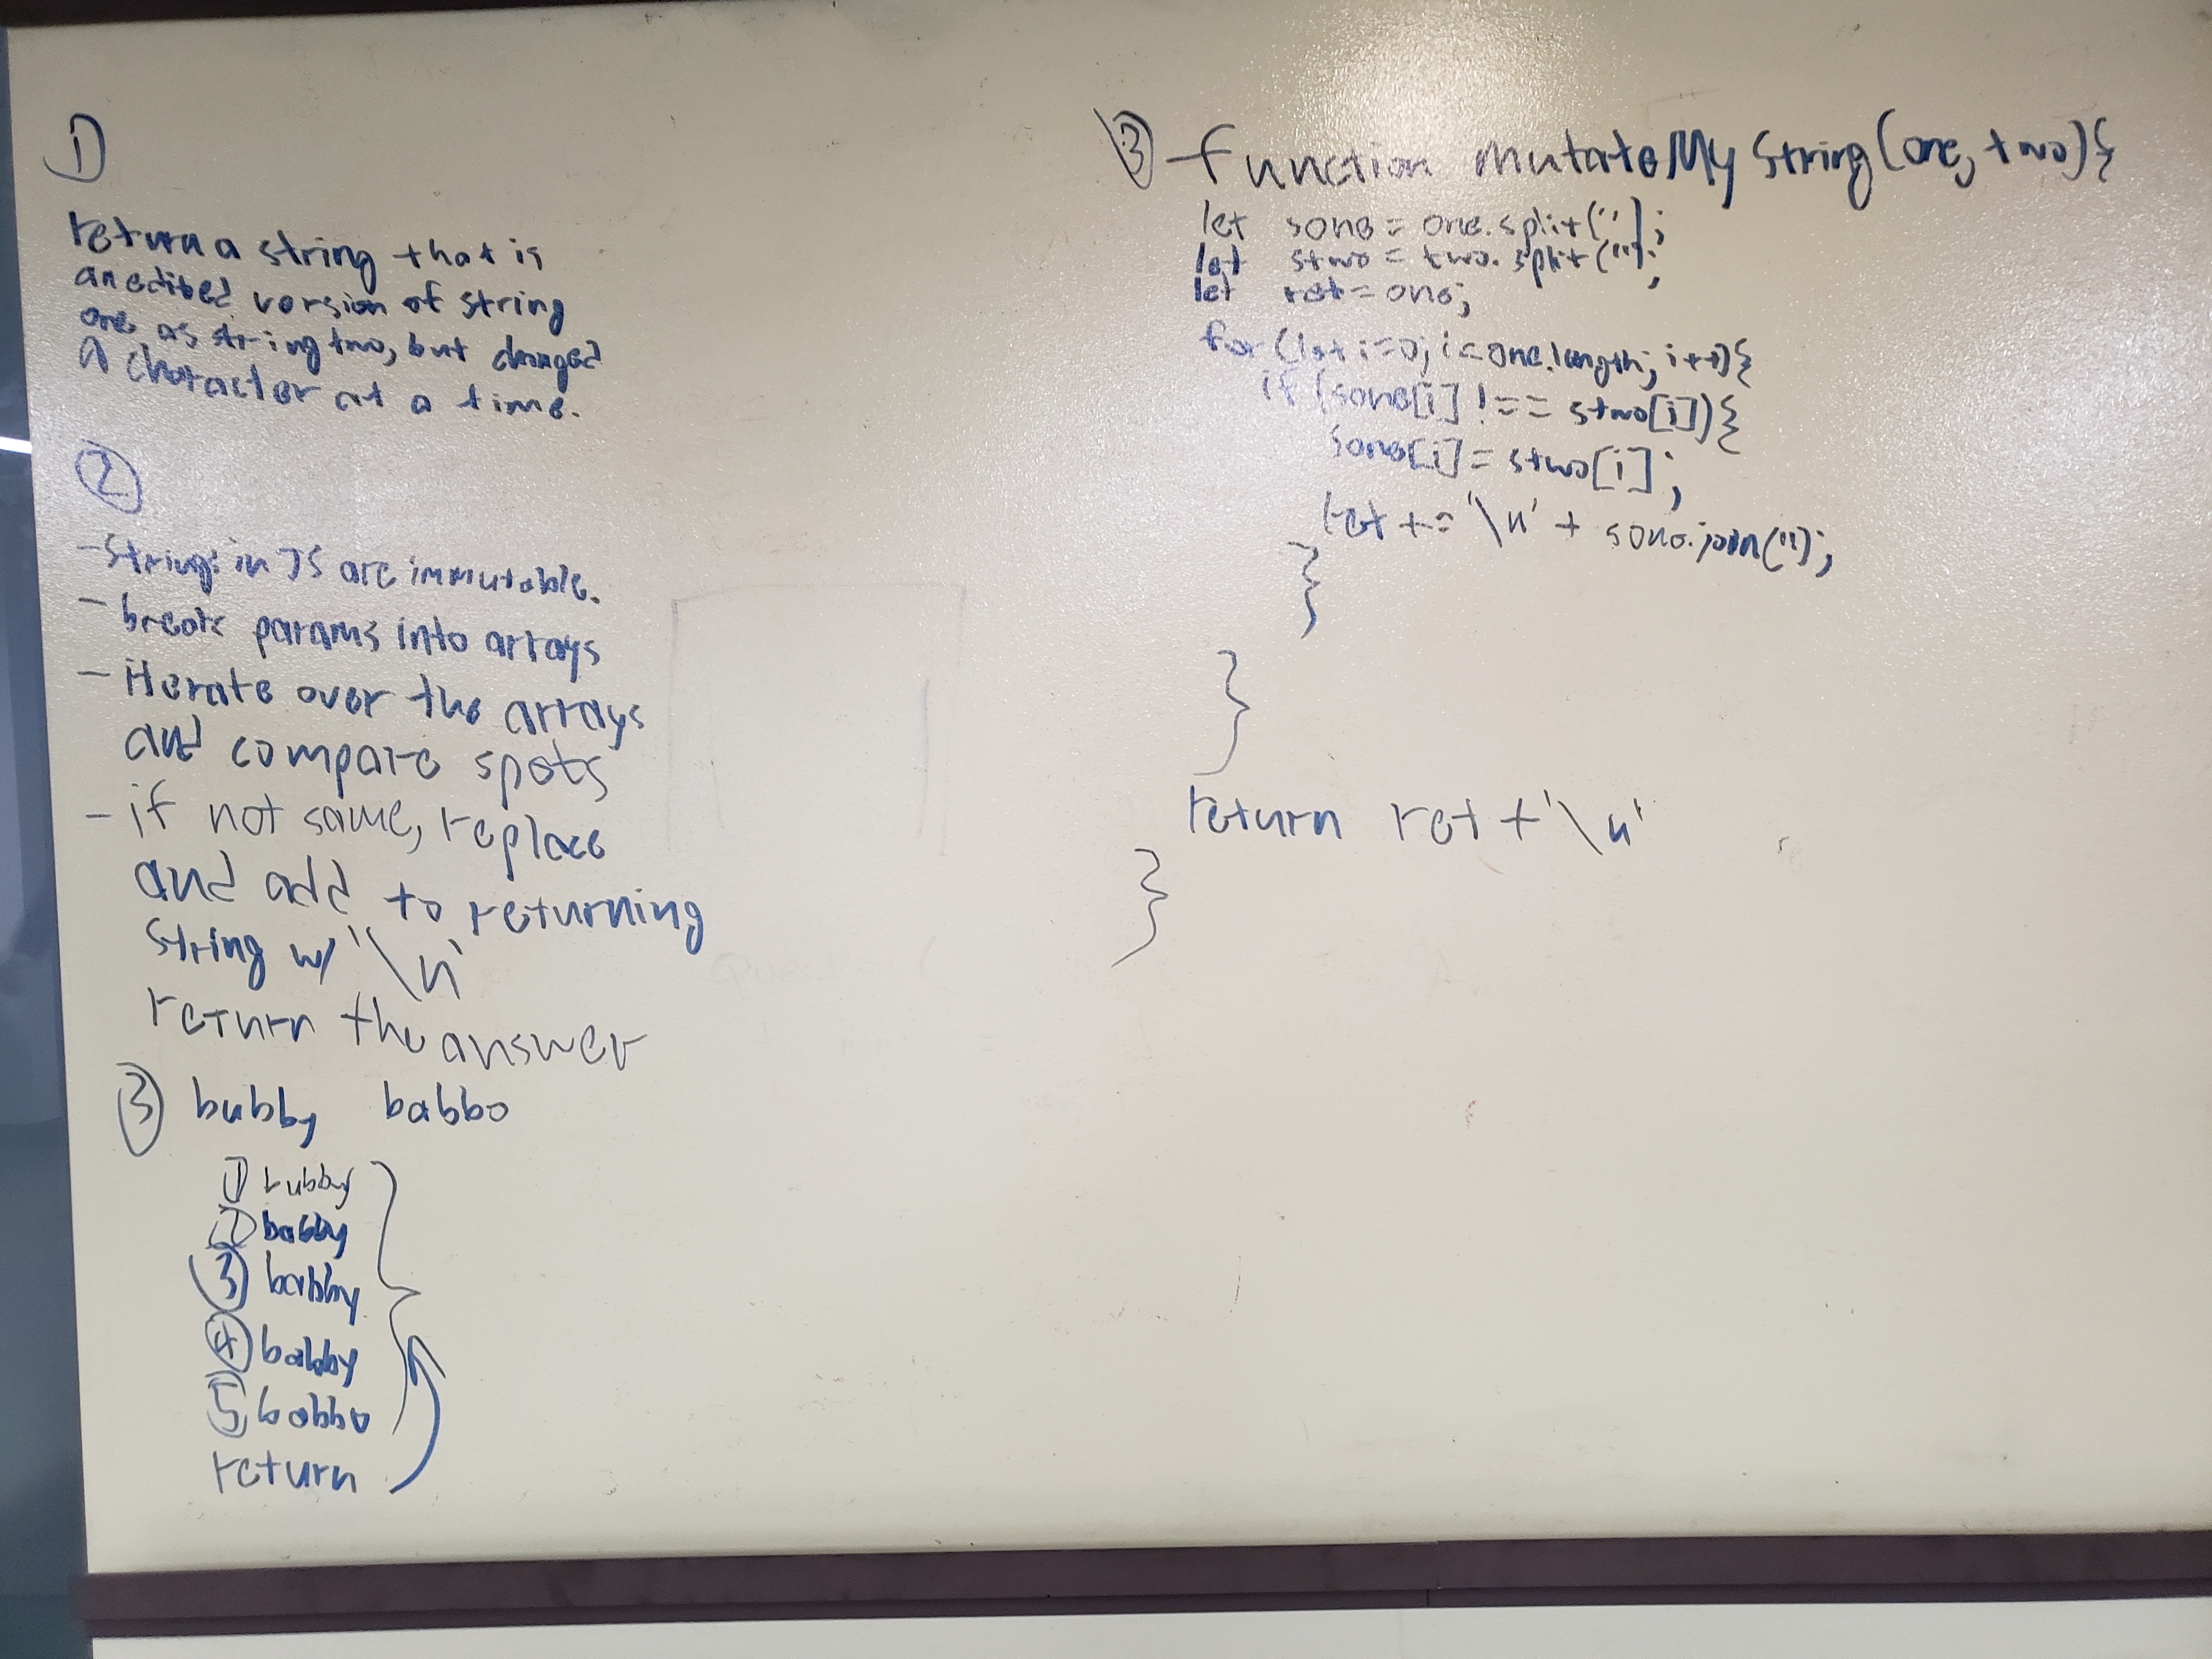 1)
return a string that is
an edited version of string
one as string two, but changed
a character at a time.
2
- Strings in JS are immutable.
- break params into arrays
- iterate over the arrays
and compare spots
- if not same, replace
and add to returning
string w/ '\n'
return the answer
3 bubby babbo
1 bubby
2 babby
3 babby
4 babby
5 babbo
return
3 function mutateMyString(one, two){
let sone = one.split('');
let stwo = two.split('');
let ret = one;
for(let i=0; i<one.length; i++){
if (sone[i] !== stwo[i]){
sone[i] = stwo[i];
ret += '\n' + sone.join('');
}
}
return ret + '\n'
}